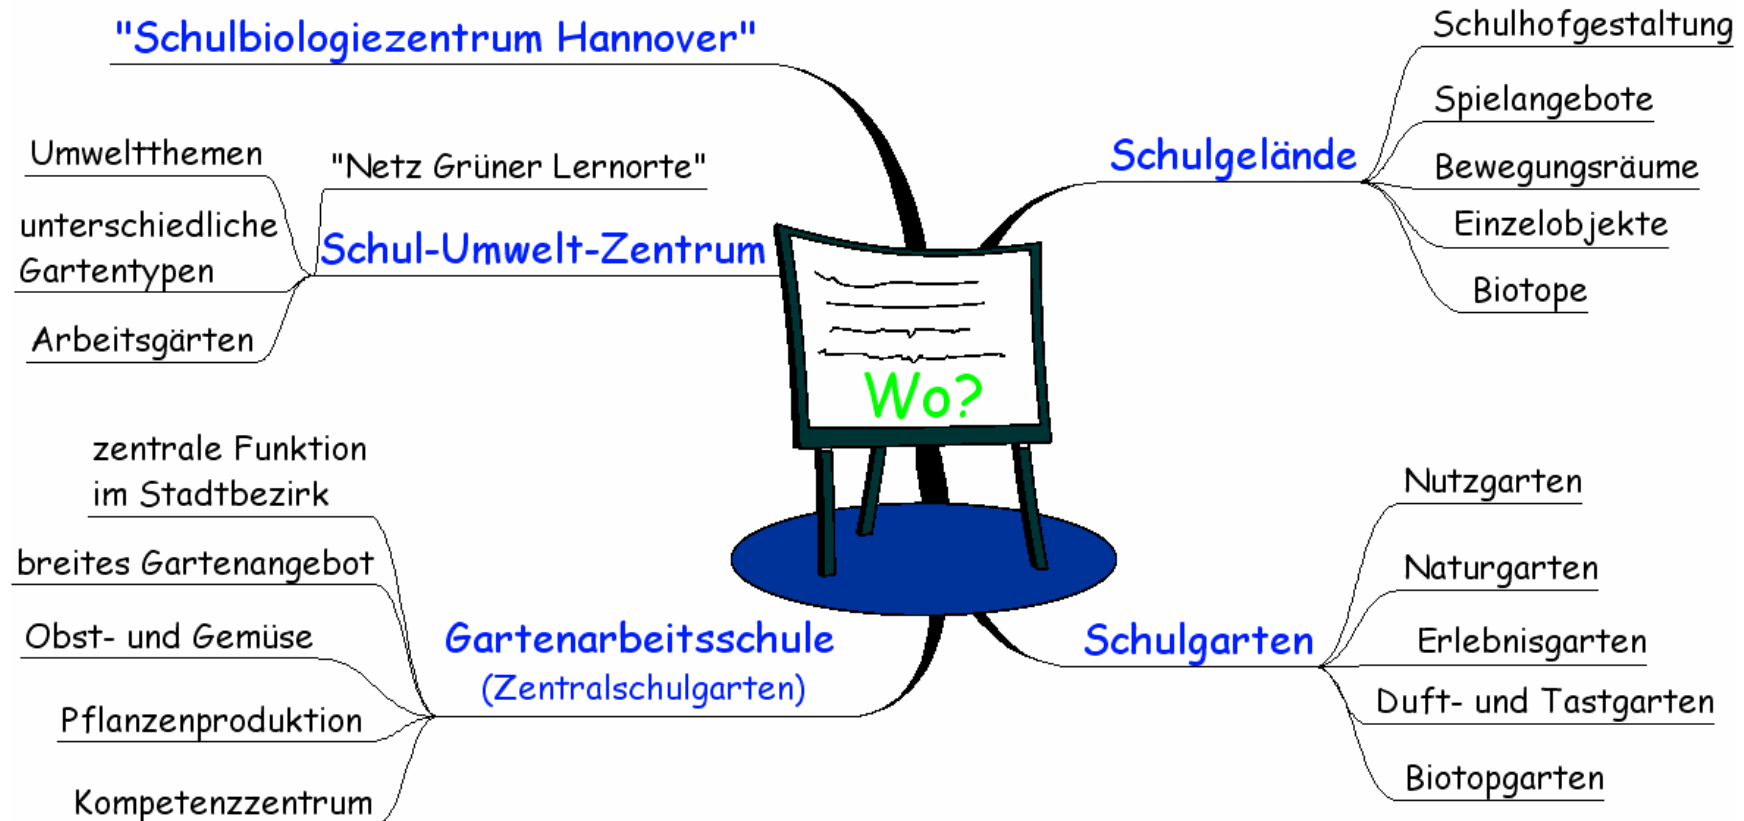 "Schulbiologiezentrum Hannover"
Umweltthemen
"Netz Grüner Lernorte"
unterschiedliche
Gartentypen
Schul-Umwelt-Zentrum
Arbeitsgärten
zentrale Funktion
im Stadtbezirk
breites Gartenangebot
Obst- und Gemüse
Gartenarbeitsschule
(Zentralschulgarten)
Pflanzenproduktion
Kompetenzzentrum
Wo?
Schulgelände
Schulhofgestaltung
Spielangebote
Bewegungsräume
Einzelobjekte
Biotope
Schulgarten
Nutzgarten
Naturgarten
Erlebnisgarten
Duft- und Tastgarten
Biotopgarten